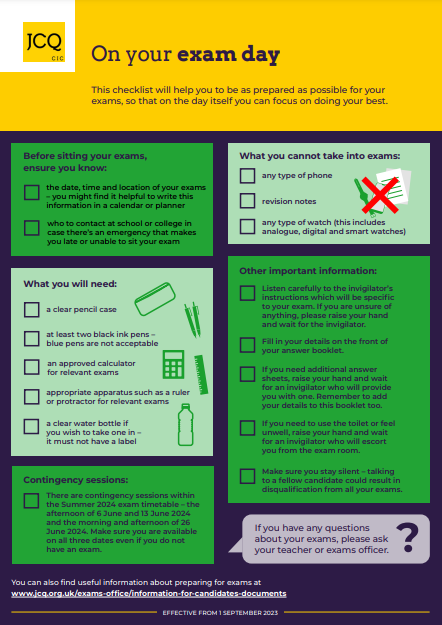 JCQ
CIC
On your exam day
This checklist will help you to be as prepared as possible for your
exams, so that on the day itself you can focus on doing your best.
Before sitting your exams,
ensure you know:
the date, time and location of your exams
– you might find it helpful to write this
information in a calendar or planner
who to contact at school or college in
case there's an emergency that makes
you late or unable to sit your exam
What you will need:
a clear pencil case
at least two black ink pens –
blue pens are not acceptable
an approved calculator
for relevant exams
appropriate apparatus such as a ruler
or protractor for relevant exams
a clear water bottle if
you wish to take one in –
it must not have a label
Contingency sessions:
There are contingency sessions within
the Summer 2024 exam timetable – the
afternoon of 6 June and 13 June 2024
and the morning and afternoon of 26
June 2024. Make sure you are available
on all three dates even if you do not
have an exam.
What you cannot take into exams:
any type of phone
revision notes
any type of watch (this includes
analogue, digital and smart watches)
Other important information:
Listen carefully to the invigilator's
instructions which will be specific
to your exam. If you are unsure of
anything, please raise your hand
and wait for the invigilator.
Fill in your details on the front of
your answer booklet.
If you need additional answer
sheets, raise your hand and wait
for an invigilator who will provide
you with one. Remember to add
your details to this booklet too.
If you need to use the toilet or feel
unwell, raise your hand and wait
for an invigilator who will escort
you from the exam room.
Make sure you stay silent – talking
to a fellow candidate could result in
disqualification from all your exams.
If you have any questions
about your exams, please ask
your teacher or exams officer.
?
You can also find useful information about preparing for exams at
www.jcq.org.uk/exams-office/information-for-candidates-documents
EFFECTIVE FROM 1 SEPTEMBER 2023